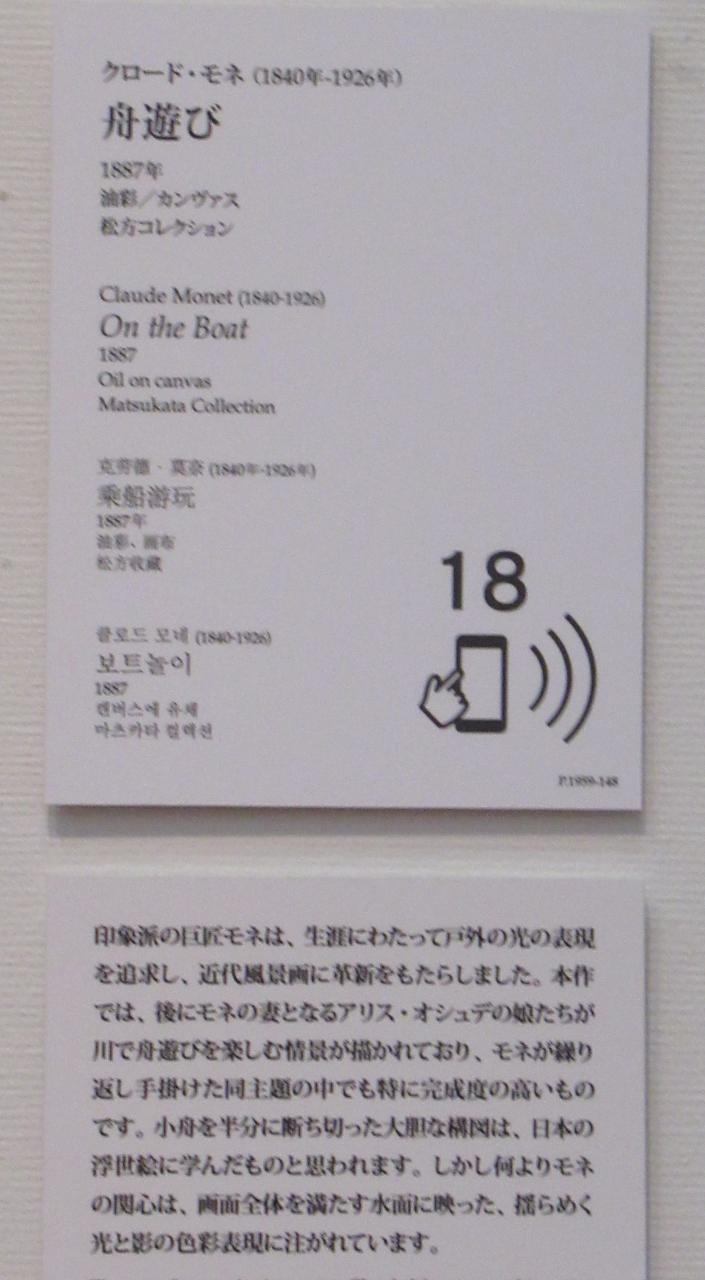 クロード・モネ (1840年-1926年)
舟遊び
1887年
油彩／カンヴァス
松方コレクション
Claude Monet (1840-1926)
On the Boat
1887
Oil on canvas
Matsukata Collection
克劳德・莫奈 (1840年-1926年)
乘船游玩
1887年
油彩、画布
松方收藏
클로드 모네 (1840-1926)
보트놀이
1887
캔버스에 유채
마츠카타 컬렉션
18
P.1959-148
印象派の巨匠モネは、生涯にわたって戸外の光の表現
を追求し、近代風景画に革新をもたらしました。本作
では、後にモネの妻となるアリス・オシュデの娘たちが
川で舟遊びを楽しむ情景が描かれており、モネが繰り
返し手掛けた同主題の中でも特に完成度の高いもの
です。小舟を半分に断ち切った大胆な構図は、日本の
浮世絵に学んだものと思われます。しかし何よりモネ
の関心は、画面全体を満たす水面に映った、揺らめく
光と影の色彩表現に注がれています。